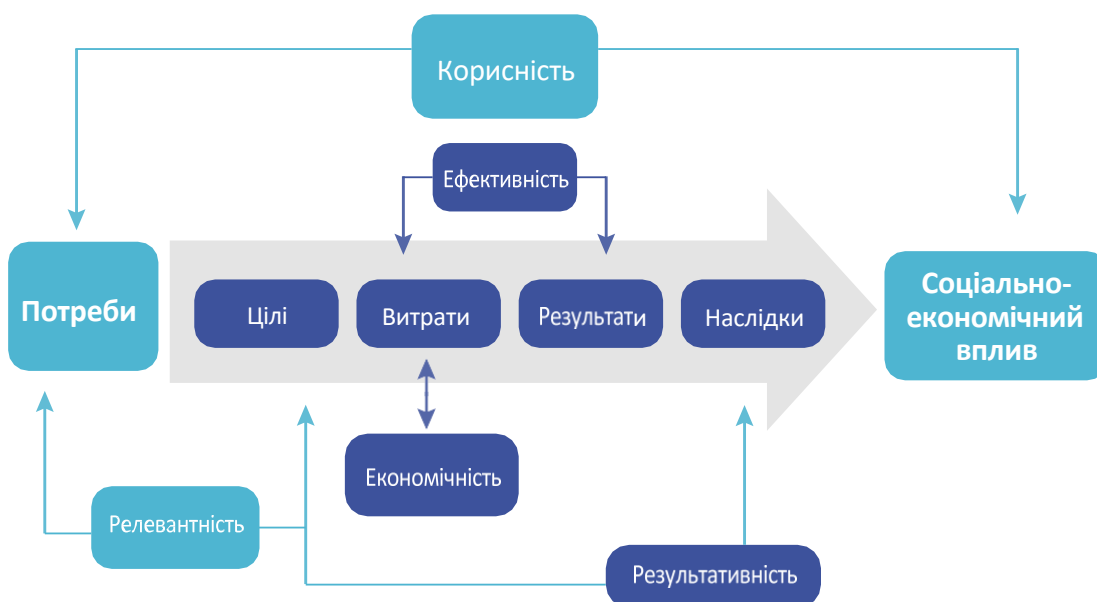 Корисність
Ефективність
Потреби
Цілі
Витрати
Результати
Наслідки
Соціально-
економічний
вплив
Економічність
Релевантність
Результативність